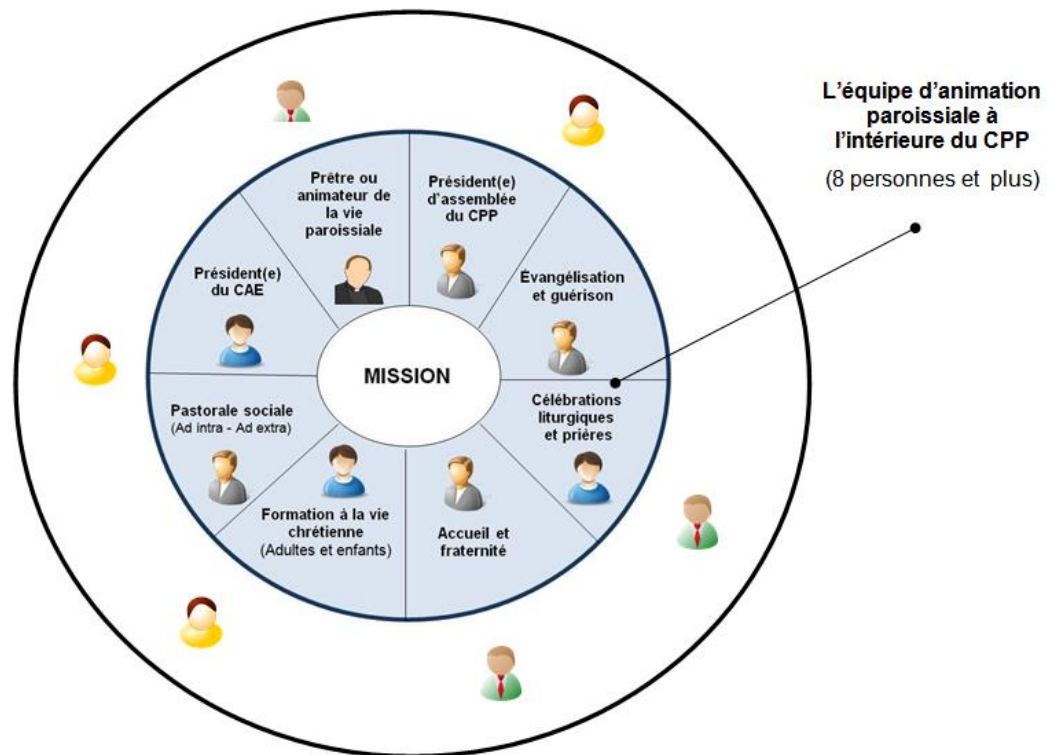 L'équipe d'animation
paroissiale à
l'intérieure du CPP
(8 personnes et plus)
Prêtre ou
animateur de
la vie
paroissiale
Président(e)
d'assemblée
du CPP
Évangélisation
et guérison
Célébrations
liturgiques
et prières
Accueil et
fraternité
Formation à la vie
chrétienne
(Adultes et enfants)
Pastorale sociale
(Ad intra - Ad extra)
Président(e)
du CAE
MISSION